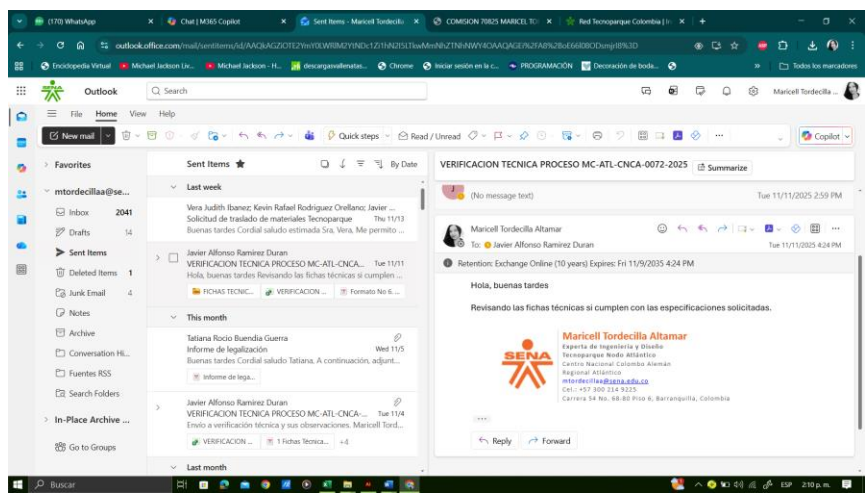 (170) WhatsApp
Chat | M365 Copilot
Sent Items - Maricell Tordecilla
COMISION 70825 MARICEL TO
Red Tecnoparque Colombia | In
outlook.office.com/mail/sentitems/id/
Enciclopedia Virtual
Michael Jackson Liv...
Michael Jackson - H...
descargasvallenatas...
Chrome
Iniciar sesión en la c...
PROGRAMACIÓN
Decoración de boda...
Todos los marcadores
Outlook
Search
Maricell Tordecilla ...
File Home View Help
New mail
Quick steps
Read / Unread
Copilot
Favorites
mtordecillaa@se...
Inbox 2041
Drafts 14
Sent Items
Deleted Items 1
Junk Email 4
Notes
Archive
Conversation Hi...
Fuentes RSS
Search Folders
In-Place Archive ...
Go to Groups
Sent Items
By Date
Last week
Vera Judith Ibanez; Kevin Rafael Rodriguez Orellano; Javier ...
Solicitud de traslado de materiales Tecnoparque Thu 11/13
Buenas tardes Cordial saludo estimada Sra, Vera, Me permito ...
Javier Alfonso Ramirez Duran
VERIFICACION TECNICA PROCESO MC-ATL-CNCA... Tue 11/11
Hola, buenas tardes Revisando las fichas técnicas si cumplen ...
FICHAS TECNIC...
VERIFICACION ...
Formato No 6. ...
This month
Tatiana Rocio Buendia Guerra
Informe de legalización Wed 11/5
Buenas tardes Cordial saludo Tatiana, A continuación, adjunt...
Informe de lega...
Javier Alfonso Ramirez Duran
VERIFICACION TECNICA PROCESO MC-ATL-CNCA-... Tue 11/4
Envío a verificación técnica y sus observaciones. Maricell Tord...
VERIFICACION ...
1 Fichas Técnica...
+4
Last month
VERIFICACION TECNICA PROCESO MC-ATL-CNCA-0072-2025
Summarize
J
(No message text)
Tue 11/11/2025 2:59 PM
Maricell Tordecilla Altamar
To: Javier Alfonso Ramirez Duran
Tue 11/11/2025 4:24 PM
Retention: Exchange Online (10 years) Expires: Fri 11/9/2035 4:24 PM
Hola, buenas tardes
Revisando las fichas técnicas si cumplen con las especificaciones solicitadas.
SENA
Maricell Tordecilla Altamar
Experta de Ingeniería y Diseño
Tecnoparque Nodo Atlántico
Centro Nacional Colombo Alemán
Regional Atlántico
mtordecillaa@sena.edu.co
Cel.: +57 300 214 9225
Carrera 54 No. 68-80 Piso 6, Barranquilla, Colombia
Reply
Forward
Buscar
ESP
2:10 p. m.